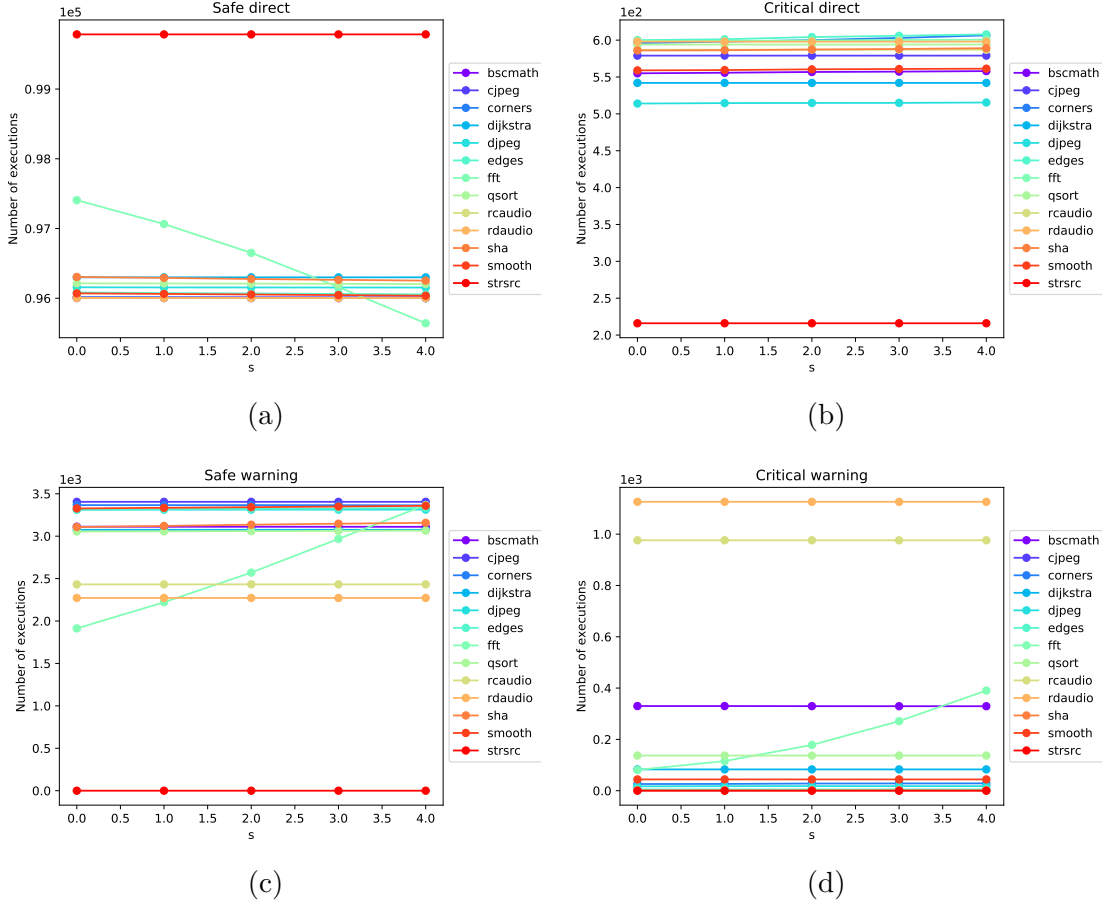 Safe direct
1e5
0.99
0.98
0.97
0.96
Number of executions
0.0 0.5 1.0 1.5 2.0 2.5 3.0 3.5 4.0
s
bscmath
cjpeg
corners
dijkstra
djpeg
edges
fft
qsort
rcaudio
rdaudio
sha
smooth
strsrc
(a)
Critical direct
1e2
6.0
5.5
5.0
4.5
4.0
3.5
3.0
2.5
2.0
Number of executions
0.0 0.5 1.0 1.5 2.0 2.5 3.0 3.5 4.0
s
bscmath
cjpeg
corners
dijkstra
djpeg
edges
fft
qsort
rcaudio
rdaudio
sha
smooth
strsrc
(b)
Safe warning
1e3
3.5
3.0
2.5
2.0
1.5
1.0
0.5
0.0
Number of executions
0.0 0.5 1.0 1.5 2.0 2.5 3.0 3.5 4.0
s
bscmath
cjpeg
corners
dijkstra
djpeg
edges
fft
qsort
rcaudio
rdaudio
sha
smooth
strsrc
(c)
Critical warning
1e3
1.0
0.8
0.6
0.4
0.2
0.0
Number of executions
0.0 0.5 1.0 1.5 2.0 2.5 3.0 3.5 4.0
s
bscmath
cjpeg
corners
dijkstra
djpeg
edges
fft
qsort
rcaudio
rdaudio
sha
smooth
strsrc
(d)